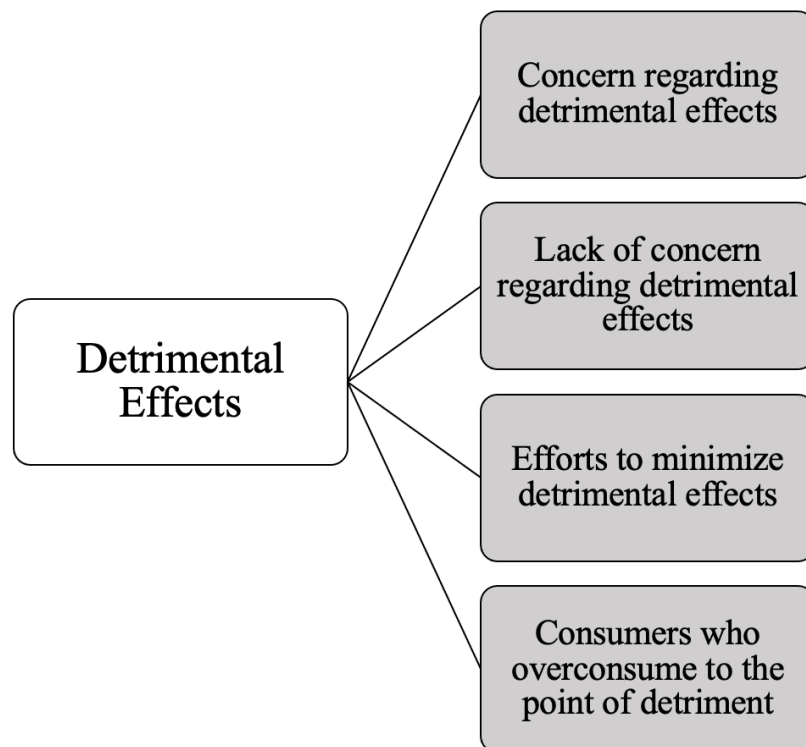 Concern regarding
detrimental effects
Lack of concern
regarding detrimental
effects
Detrimental
Effects
Efforts to minimize
detrimental effects
Consumers who
overconsume to the
point of detriment